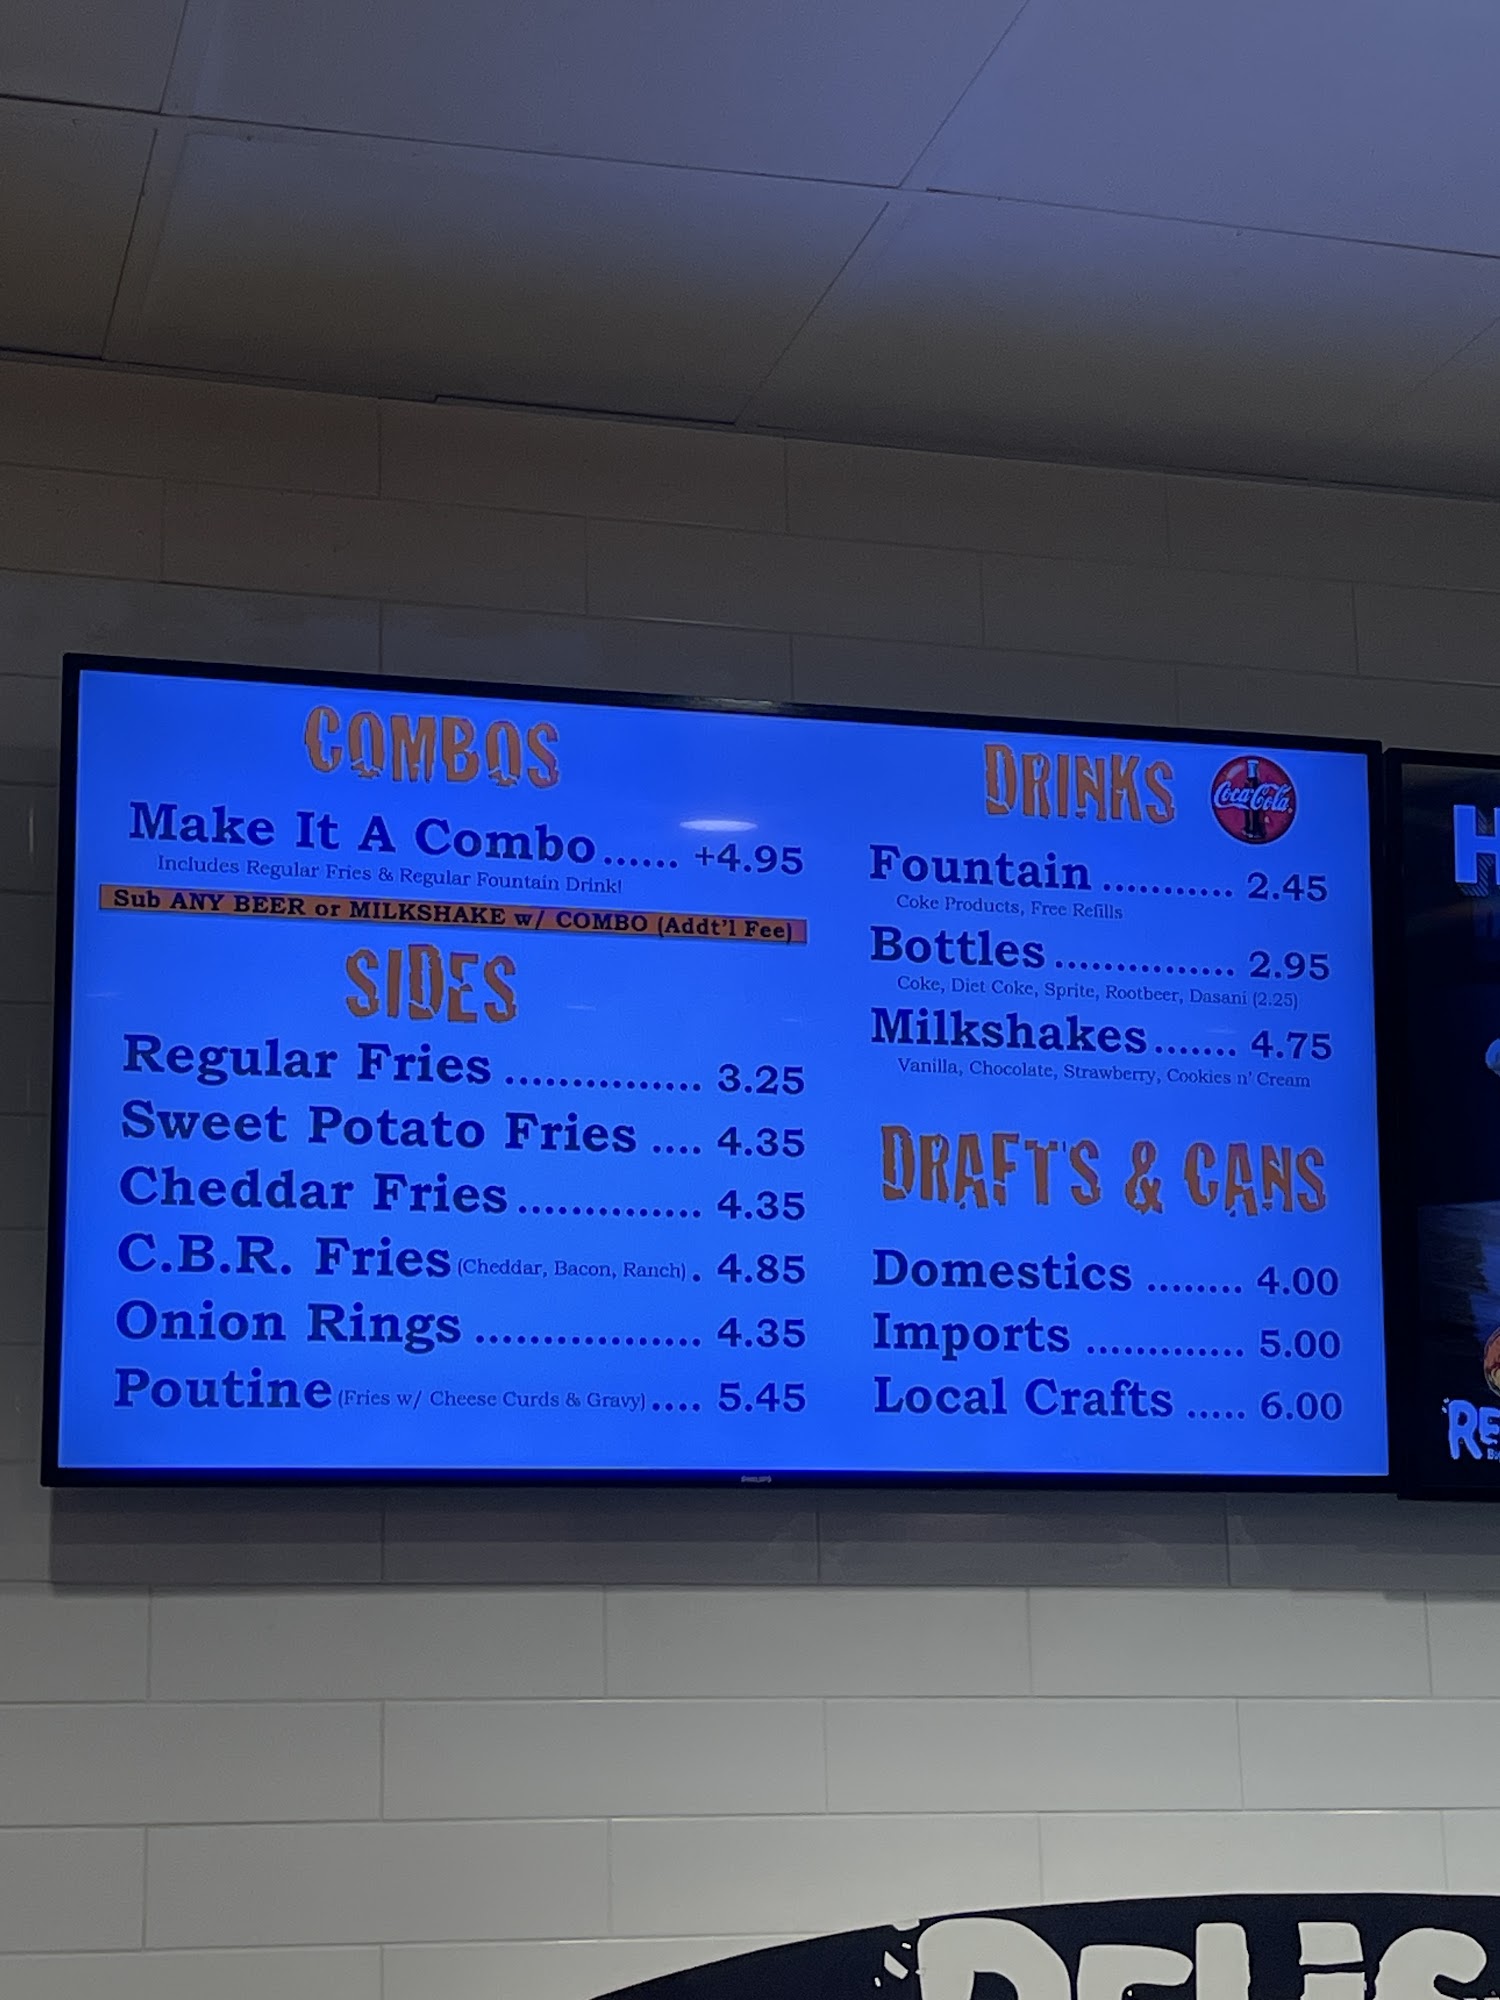 COMBOS
Make It A Combo...... +4.95
Includes Regular Fries & Regular Fountain Drink!
Sub ANY BEER or MILKSHAKE w/ COMBO (Addt'l Fee)
SIDES
Regular Fries ............... 3.25
Sweet Potato Fries .... 4.35
Cheddar Fries.............. 4.35
C.B.R. Fries (Cheddar, Bacon, Ranch). 4.85
Onion Rings ................. 4.35
Poutine (Fries w/ Cheese Curds & Gravy).... 5.45
DRINKS
Coca-Cola
Fountain ........... 2.45
Coke Products, Free Refills
Bottles ............... 2.95
Coke, Diet Coke, Sprite, Rootbeer, Dasani (2.25)
Milkshakes....... 4.75
Vanilla, Chocolate, Strawberry, Cookies n' Cream
DRAFT'S & CANS
Domestics ........ 4.00
Imports ............. 5.00
Local Crafts ..... 6.00
PHILIPS
H
RE